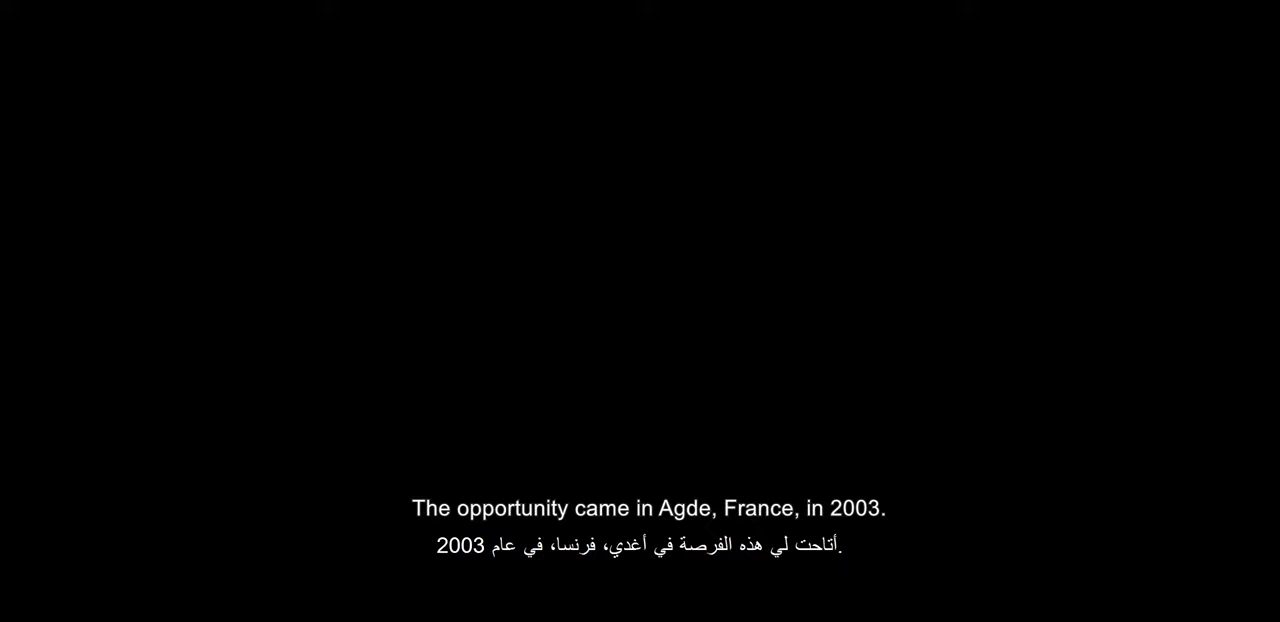 The opportunity came in Agde, France, in 2003.
أتاحت لي هذه الفرصة في أغدي، فرنسا، في عام 2003.